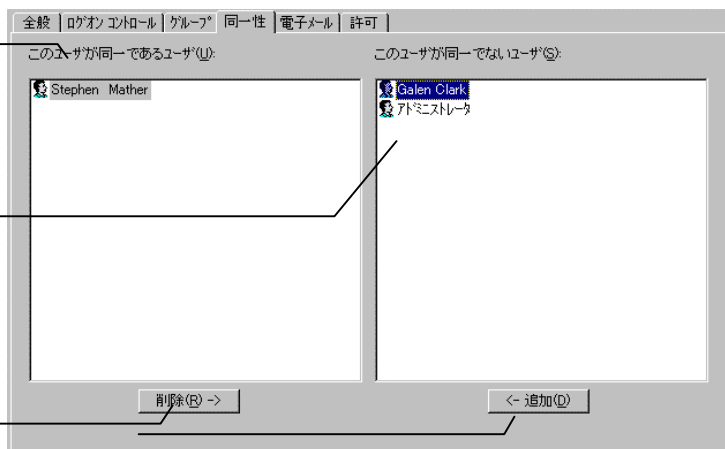 全般 ログオン コントロール グループ 同一性 電子メール 許可
このユーザが同一であるユーザ(U): このユーザが同一でないユーザ(S):
Stephen Mather
Galen Clark
アドミニストレータ
削除(R) -> <- 追加(D)